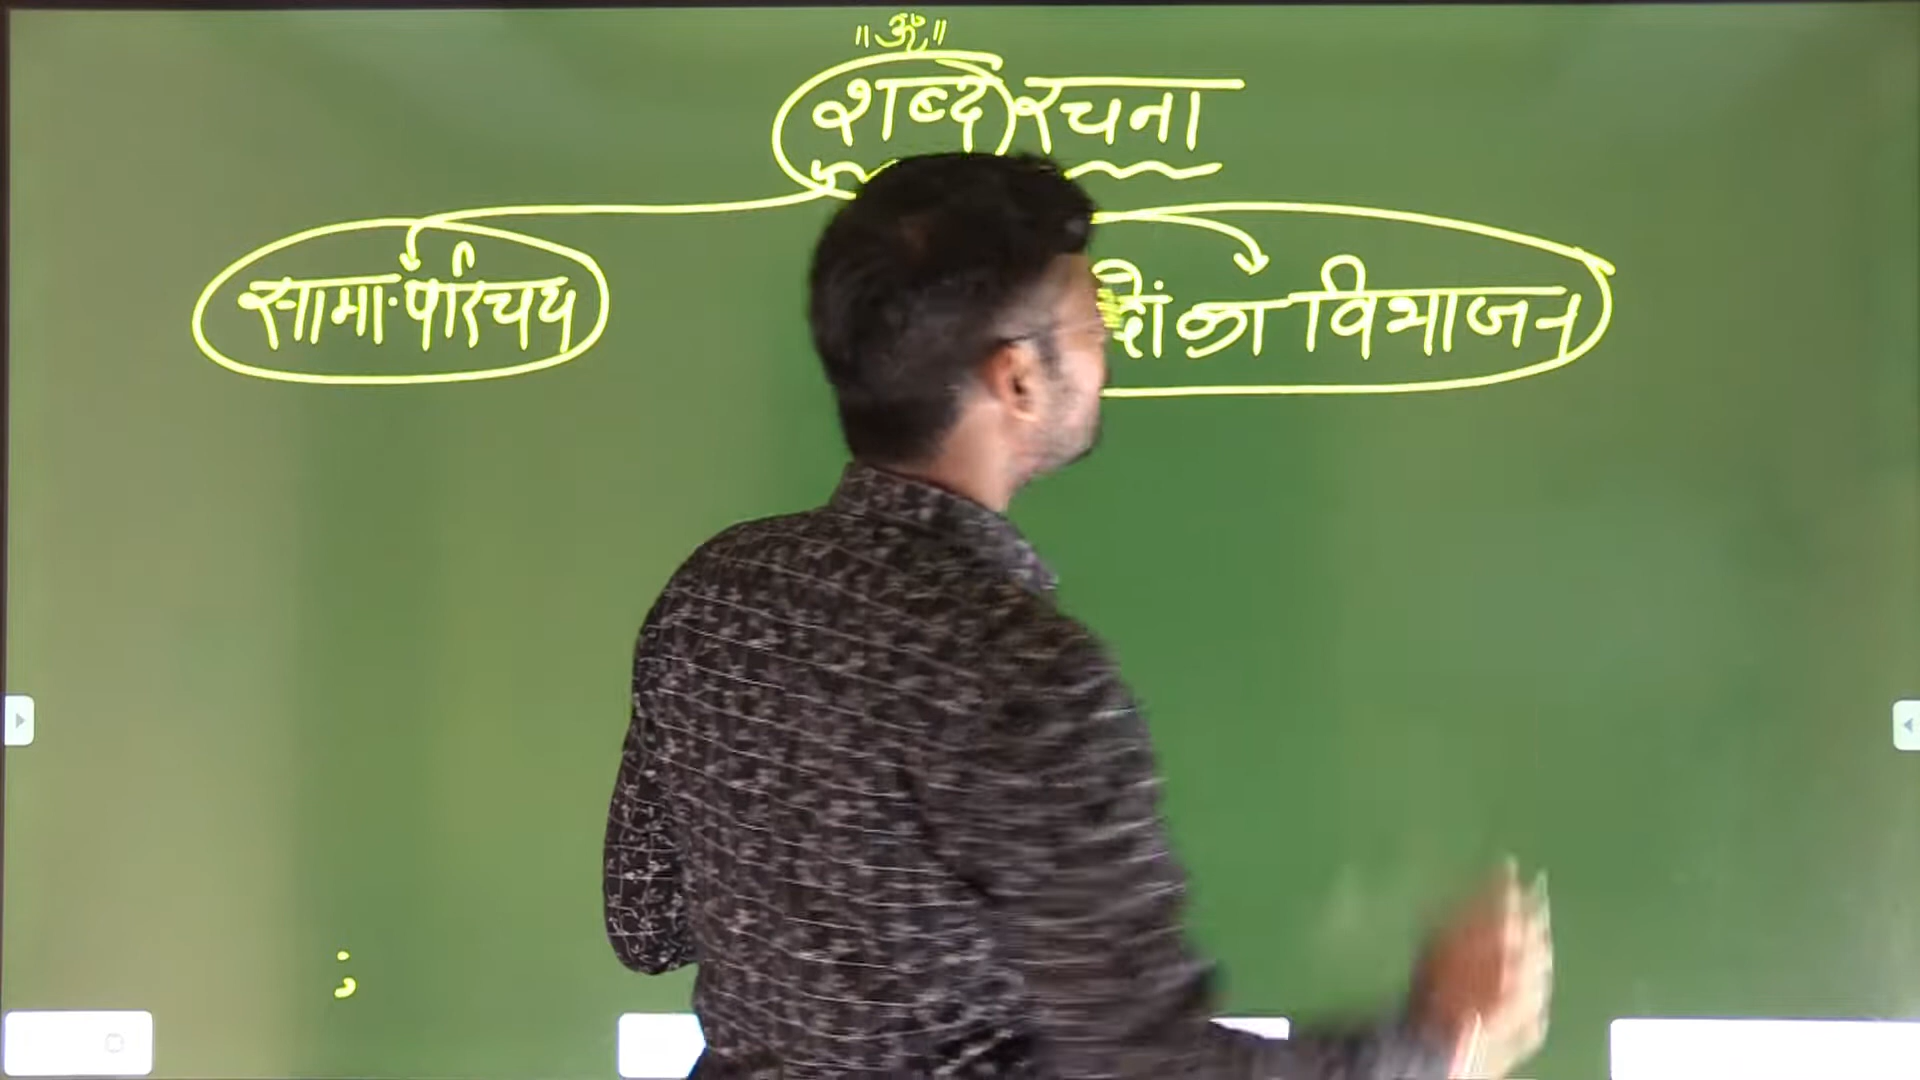 ॥ॐ॥
शब्द रचना
सामा. परिचय
का विभाजन